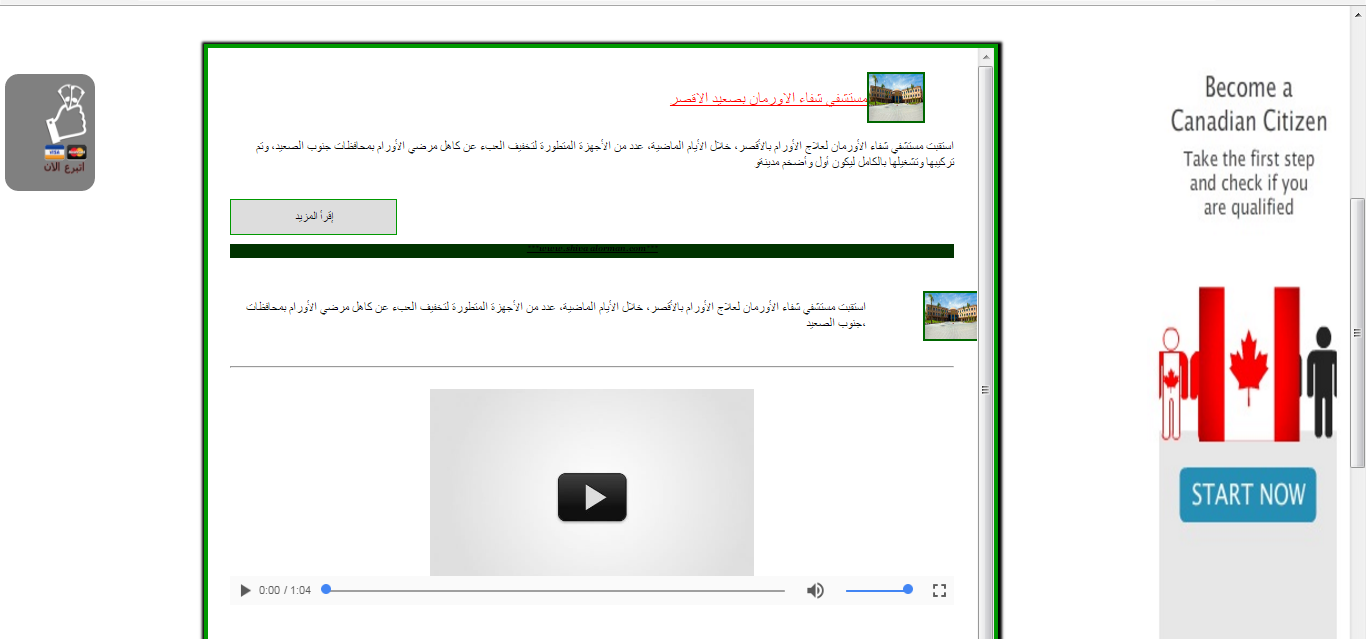 اتبرع الآن
VISA
MasterCard
مستشفي شفاء الاورمان بصعيد الاقصر
استقبت مستشفي شفاء الأورمان لعلاج الأورام بالأقصر، خلال الأيام الماضية، عدد من الأجهزة المتطورة لتخفيف العبء عن كاهل مرضي الأورام بمحافظات جنوب الصعيد، وتم
تركيبها وتشغيلها بالكامل ليكون أول وأضخم مدينةو
إقرأ المزيد
استقبت مستشفي شفاء الأورمان لعلاج الأورام بالأقصر، خلال الأيام الماضية، عدد من الأجهزة المتطورة لتخفيف العبء عن كاهل مرضي الأورام بمحافظات
،جنوب الصعيد
0:00 / 1:04
Become a
Canadian Citizen
Take the first step
and check if you
are qualified
START NOW